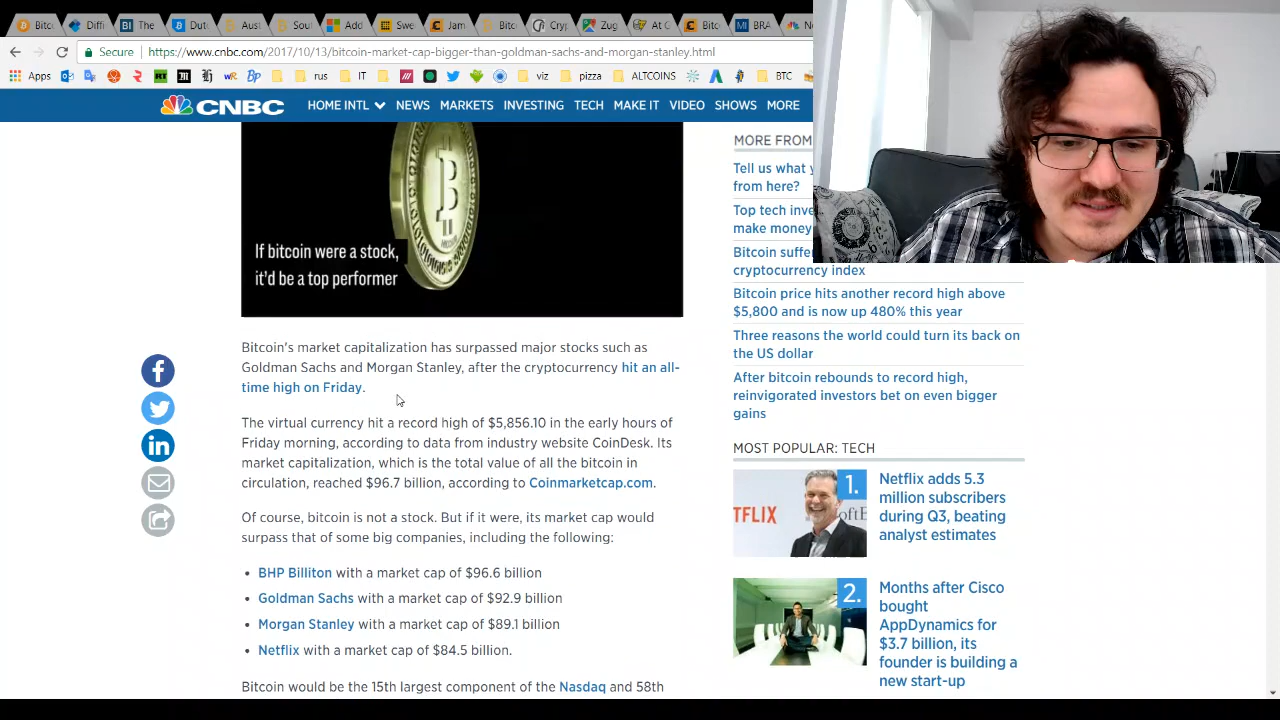 Bitc
Diffi
The
Dute
Aust
Sout
Add
Swe
Jam
Bitc
Cryp
Zug
At G
Bitc
BRA
Ne
Secure
https://www.cnbc.com/2017/10/13/bitcoin-market-cap-bigger-than-goldman-sachs-and-morgan-stanley.html
Apps
rus
IT
viz
pizza
ALTCOINS
BTC
CNBC
HOME INTL
NEWS
MARKETS
INVESTING
TECH
MAKE IT
VIDEO
SHOWS
MORE
If bitcoin were a stock,
it'd be a top performer
Bitcoin's market capitalization has surpassed major stocks such as
Goldman Sachs and Morgan Stanley, after the cryptocurrency hit an all-
time high on Friday.
The virtual currency hit a record high of $5,856.10 in the early hours of
Friday morning, according to data from industry website CoinDesk. Its
market capitalization, which is the total value of all the bitcoin in
circulation, reached $96.7 billion, according to Coinmarketcap.com.
Of course, bitcoin is not a stock. But if it were, its market cap would
surpass that of some big companies, including the following:
• BHP Billiton with a market cap of $96.6 billion
• Goldman Sachs with a market cap of $92.9 billion
• Morgan Stanley with a market cap of $89.1 billion
• Netflix with a market cap of $84.5 billion.
Bitcoin would be the 15th largest component of the Nasdaq and 58th
MORE FROM
Tell us what y
from here?
Top tech inve
make money
Bitcoin suffe
cryptocurrency index
Bitcoin price hits another record high above
$5,800 and is now up 480% this year
Three reasons the world could turn its back on
the US dollar
After bitcoin rebounds to record high,
reinvigorated investors bet on even bigger
gains
MOST POPULAR: TECH
1.
TFLIX
Netflix adds 5.3
million subscribers
during Q3, beating
analyst estimates
2.
Months after Cisco
bought
AppDynamics for
$3.7 billion, its
founder is building a
new start-up